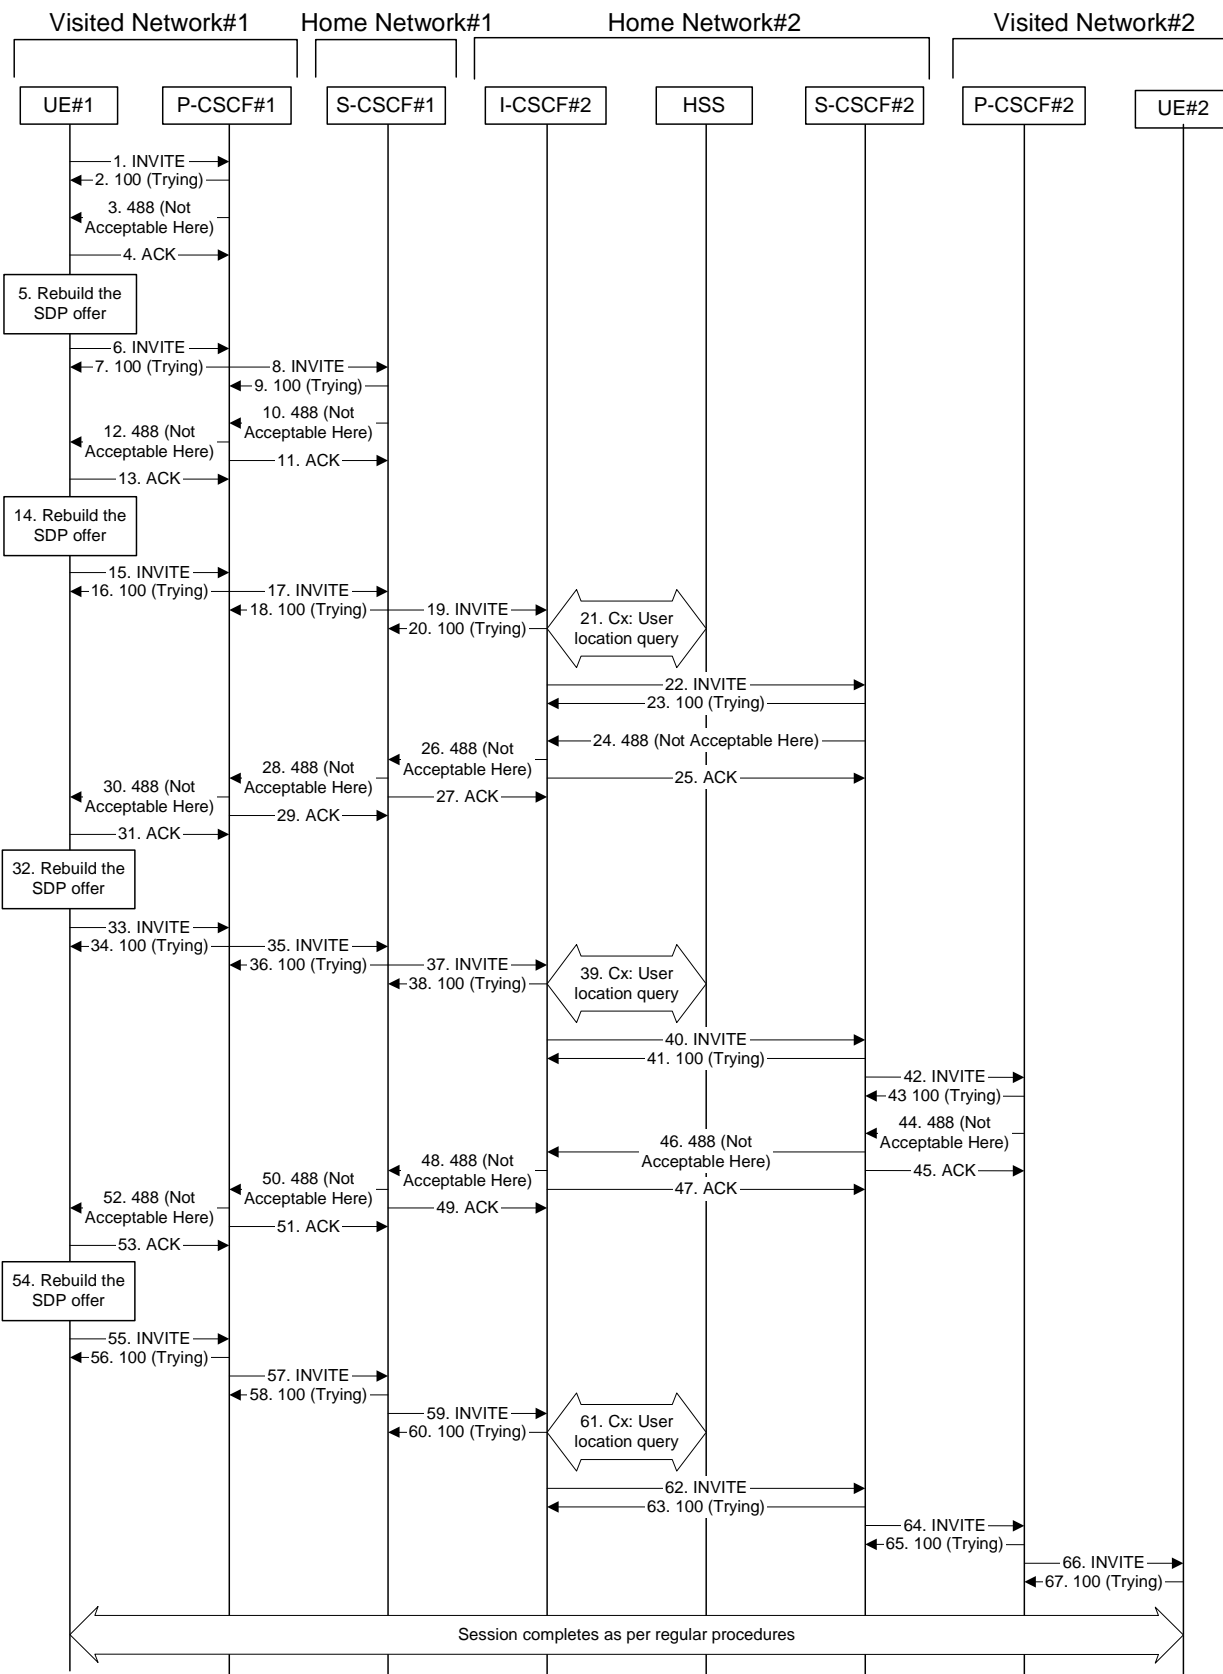 Visited Network#1
Home Network#1
Home Network#2
Visited Network#2
UE#1
P-CSCF#1
S-CSCF#1
I-CSCF#2
HSS
S-CSCF#2
P-CSCF#2
UE#2
1. INVITE
2. 100 (Trying)
3. 488 (Not
Acceptable Here)
4. ACK
5. Rebuild the
SDP offer
6. INVITE
7. 100 (Trying)
8. INVITE
9. 100 (Trying)
10. 488 (Not
Acceptable Here)
12. 488 (Not
Acceptable Here)
11. ACK
13. ACK
14. Rebuild the
SDP offer
15. INVITE
16. 100 (Trying)
17. INVITE
18. 100 (Trying)
19. INVITE
20. 100 (Trying)
21. Cx: User
location query
22. INVITE
23. 100 (Trying)
24. 488 (Not Acceptable Here)
26. 488 (Not
Acceptable Here)
25. ACK
28. 488 (Not
Acceptable Here)
27. ACK
30. 488 (Not
Acceptable Here)
29. ACK
31. ACK
32. Rebuild the
SDP offer
33. INVITE
34. 100 (Trying)
35. INVITE
36. 100 (Trying)
37. INVITE
38. 100 (Trying)
39. Cx: User
location query
40. INVITE
41. 100 (Trying)
42. INVITE
43 100 (Trying)
44. 488 (Not
Acceptable Here)
46. 488 (Not
Acceptable Here)
45. ACK
48. 488 (Not
Acceptable Here)
47. ACK
50. 488 (Not
Acceptable Here)
49. ACK
52. 488 (Not
Acceptable Here)
51. ACK
53. ACK
54. Rebuild the
SDP offer
55. INVITE
56. 100 (Trying)
57. INVITE
58. 100 (Trying)
59. INVITE
60. 100 (Trying)
61. Cx: User
location query
62. INVITE
63. 100 (Trying)
64. INVITE
65. 100 (Trying)
66. INVITE
67. 100 (Trying)
Session completes as per regular procedures